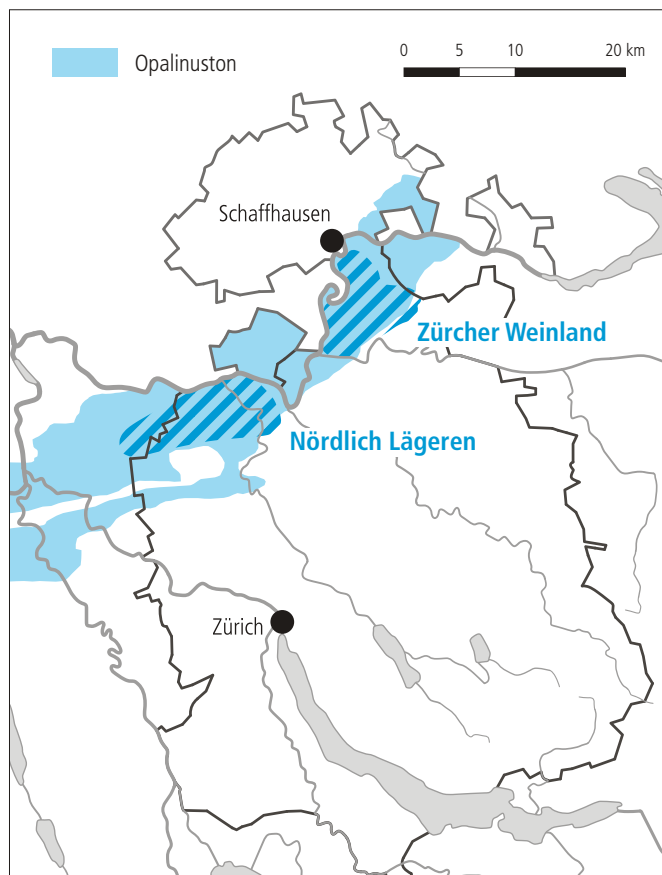 Opalinuston
0 5 10 20 km
Schaffhausen
Zürcher Weinland
Nördlich Lägeren
Zürich